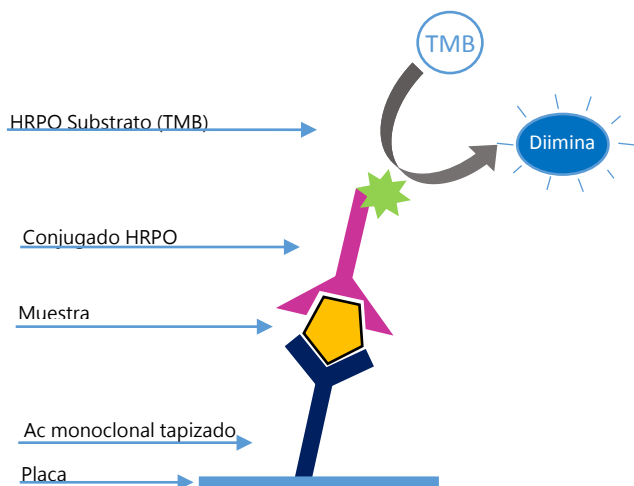 TMB
HRPO Substrato (TMB)
Diimina
Conjugado HRPO
Muestra
Ac monoclonal tapizado
Placa